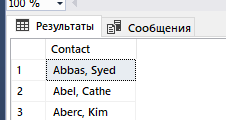 100 %
Результаты Сообщения
Contact
1 Abbas, Syed
2 Abel, Cathe
3 Aberc, Kim